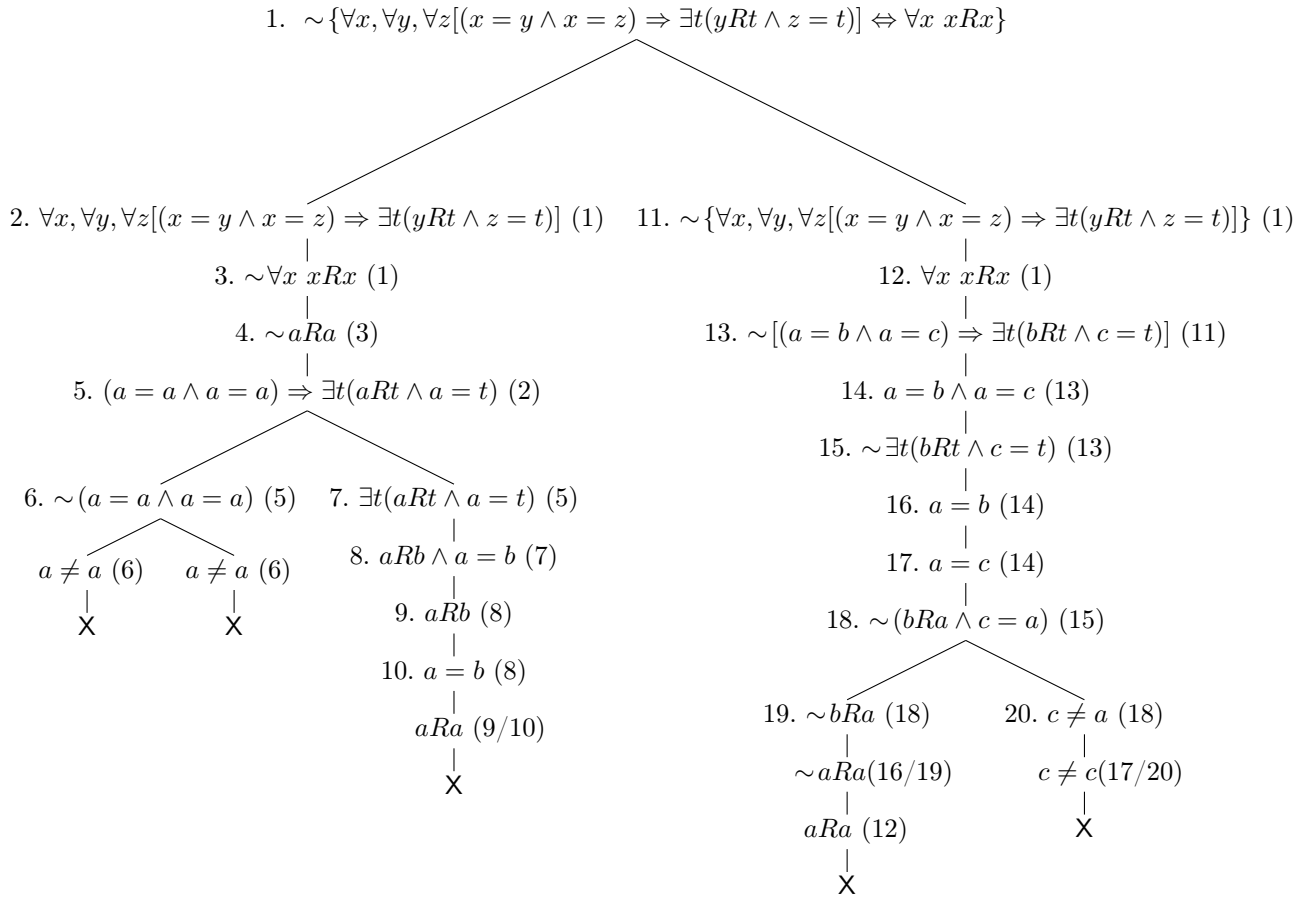 1. ∼{∀x, ∀y, ∀z[(x = y ∧ x = z) ⇒ ∃t(yRt ∧ z = t)] ⇔ ∀x xRx}
2. ∀x, ∀y, ∀z[(x = y ∧ x = z) ⇒ ∃t(yRt ∧ z = t)] (1)
3. ∼∀x xRx (1)
4. ∼aRa (3)
5. (a = a ∧ a = a) ⇒ ∃t(aRt ∧ a = t) (2)
6. ∼(a = a ∧ a = a) (5)
a ≠ a (6)
X
a ≠ a (6)
X
7. ∃t(aRt ∧ a = t) (5)
8. aRb ∧ a = b (7)
9. aRb (8)
10. a = b (8)
aRa (9/10)
X
11. ∼{∀x, ∀y, ∀z[(x = y ∧ x = z) ⇒ ∃t(yRt ∧ z = t)]} (1)
12. ∀x xRx (1)
13. ∼[(a = b ∧ a = c) ⇒ ∃t(bRt ∧ c = t)] (11)
14. a = b ∧ a = c (13)
15. ∼∃t(bRt ∧ c = t) (13)
16. a = b (14)
17. a = c (14)
18. ∼(bRa ∧ c = a) (15)
19. ∼bRa (18)
∼aRa(16/19)
aRa (12)
X
20. c ≠ a (18)
c ≠ c(17/20)
X